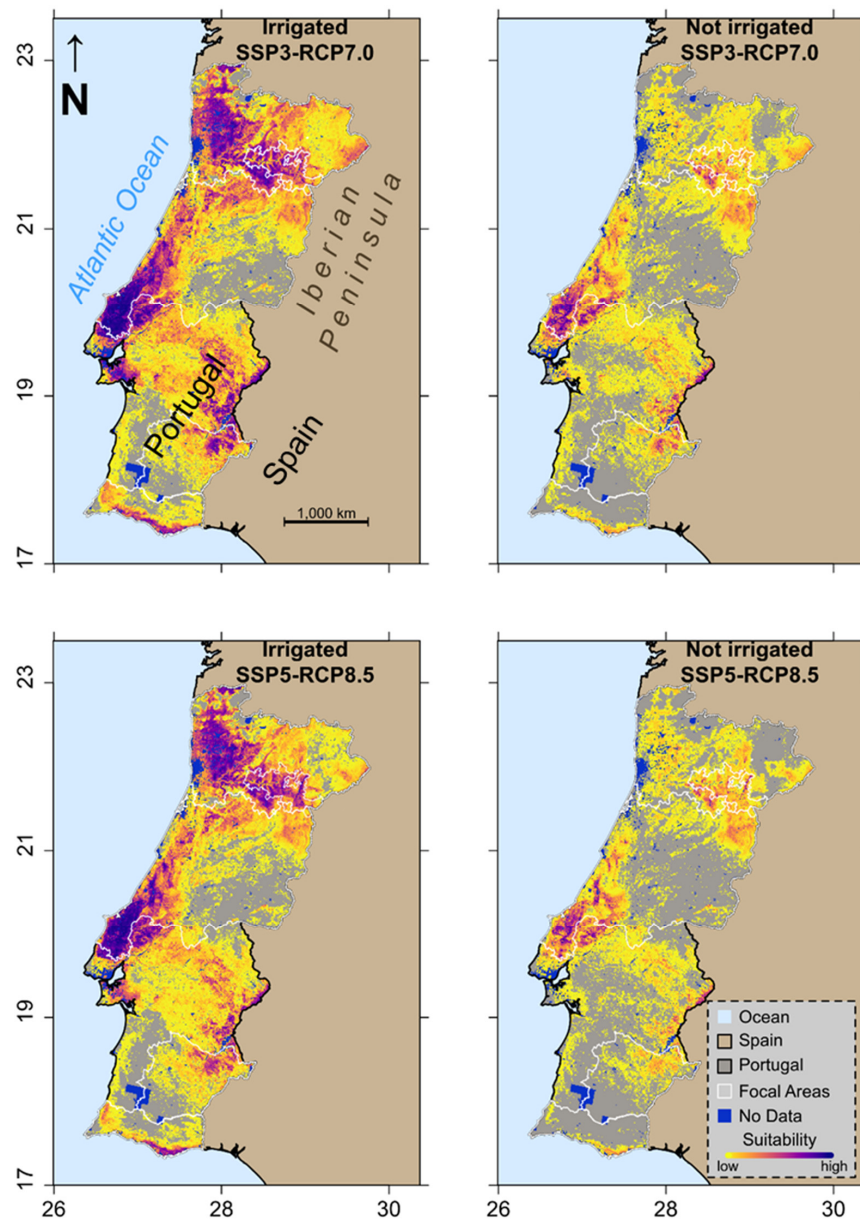 Irrigated
SSP3-RCP7.0
Not irrigated
SSP3-RCP7.0
23
21
19
17
N
Atlantic Ocean
Iberian
Peninsula
Portugal
Spain
1,000 km
26 28 30
26 28 30
Irrigated
SSP5-RCP8.5
Not irrigated
SSP5-RCP8.5
23
21
19
17
Ocean
Spain
Portugal
Focal Areas
No Data
Suitability
low high
26 28 30
26 28 30